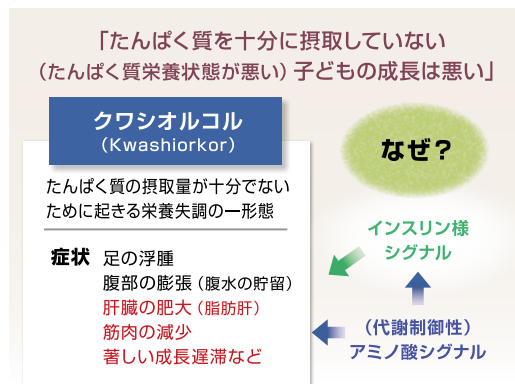 「たんぱく質を十分に摂取していない
（たんぱく質栄養状態が悪い）子どもの成長は悪い」
クワシオルコル
（Kwashiorkor）
なぜ？
たんぱく質の摂取量が十分でない
ために起きる栄養失調の一形態
症状 足の浮腫
腹部の膨張（腹水の貯留）
肝臓の肥大（脂肪肝）
筋肉の減少
著しい成長遅滞など
インスリン様
シグナル
（代謝制御性）
アミノ酸シグナル